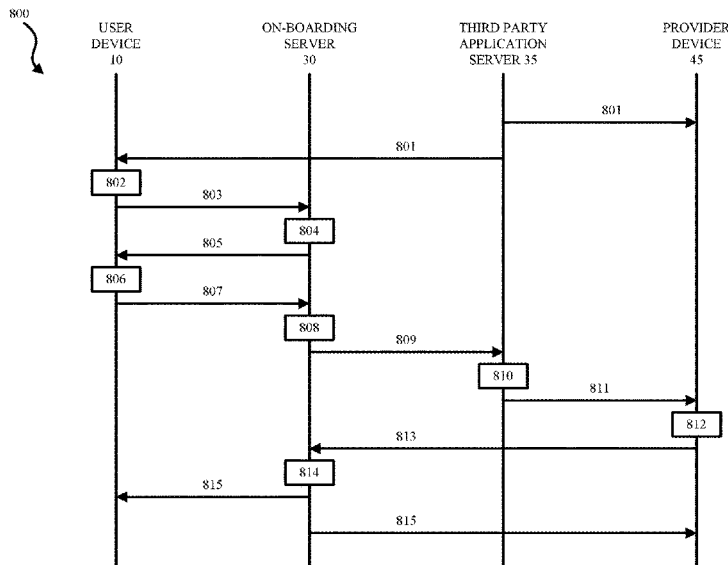 800
USER
DEVICE
10
ON-BOARDING
SERVER
30
THIRD PARTY
APPLICATION
SERVER 35
PROVIDER
DEVICE
45
801
801
802
803
804
805
806
807
808
809
810
811
812
813
814
815
815